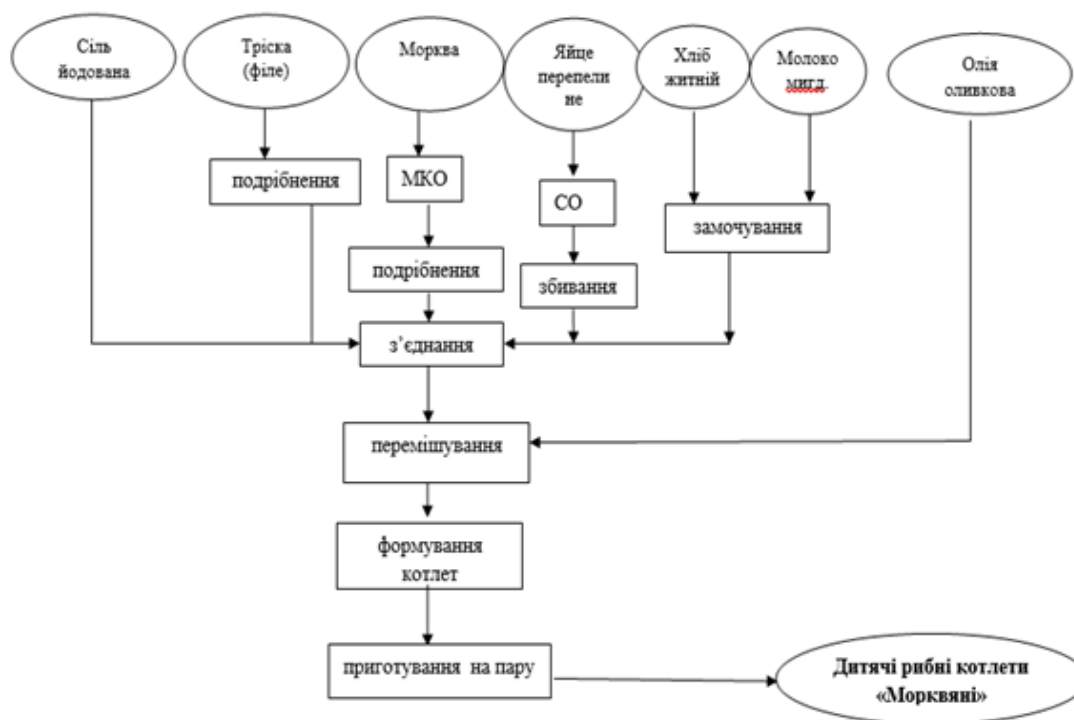 Сіль
йодована
Тріска
(філе)
Морква
Яйце
перепели
не
Хліб
житній
Молоко
мигд.
Олія
оливкова
подрібнення
МКО
СО
замочування
подрібнення
збивання
з’єднання
перемішування
формування
котлет
приготування на пару
Дитячі рибні котлети
«Морквяні»